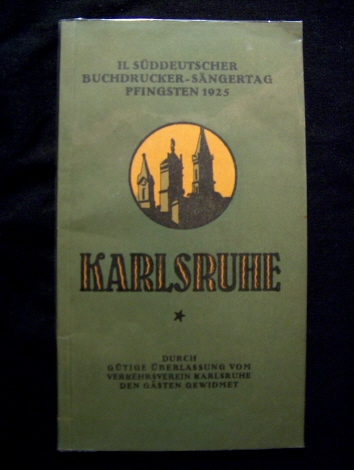 II. SÜDDEUTSCHER
BUCHDRUCKER-SÄNGERTAG
PFINGSTEN 1925
KARLSRUHE
DURCH
GÜTIGE ÜBERLASSUNG VOM
VERKEHRSVEREIN KARLSRUHE
DEN GÄSTEN GEWIDMET